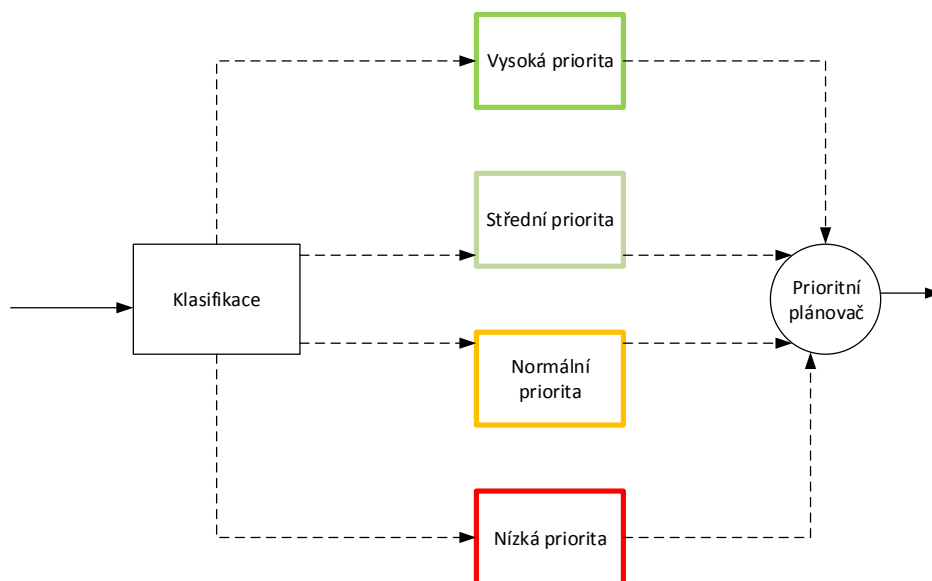 Vysoká priorita
Střední priorita
Klasifikace
Prioritní
plánovač
Normální
priorita
Nízká priorita